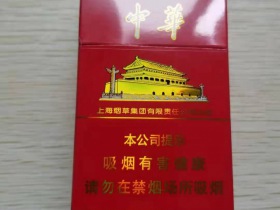 中華
上海烟草集团有限责任
本公司提
吸烟有害健康
请勿在禁烟场所吸烟